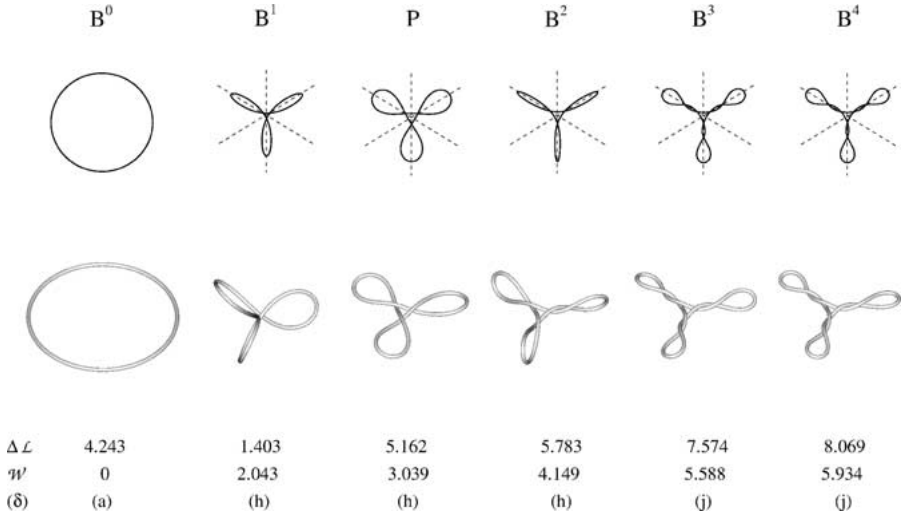 B⁰ B¹ P B² B³ B⁴
Δℒ 4.243 1.403 5.162 5.783 7.574 8.069
𝒲 0 2.043 3.039 4.149 5.588 5.934
(δ) (a) (h) (h) (h) (j) (j)